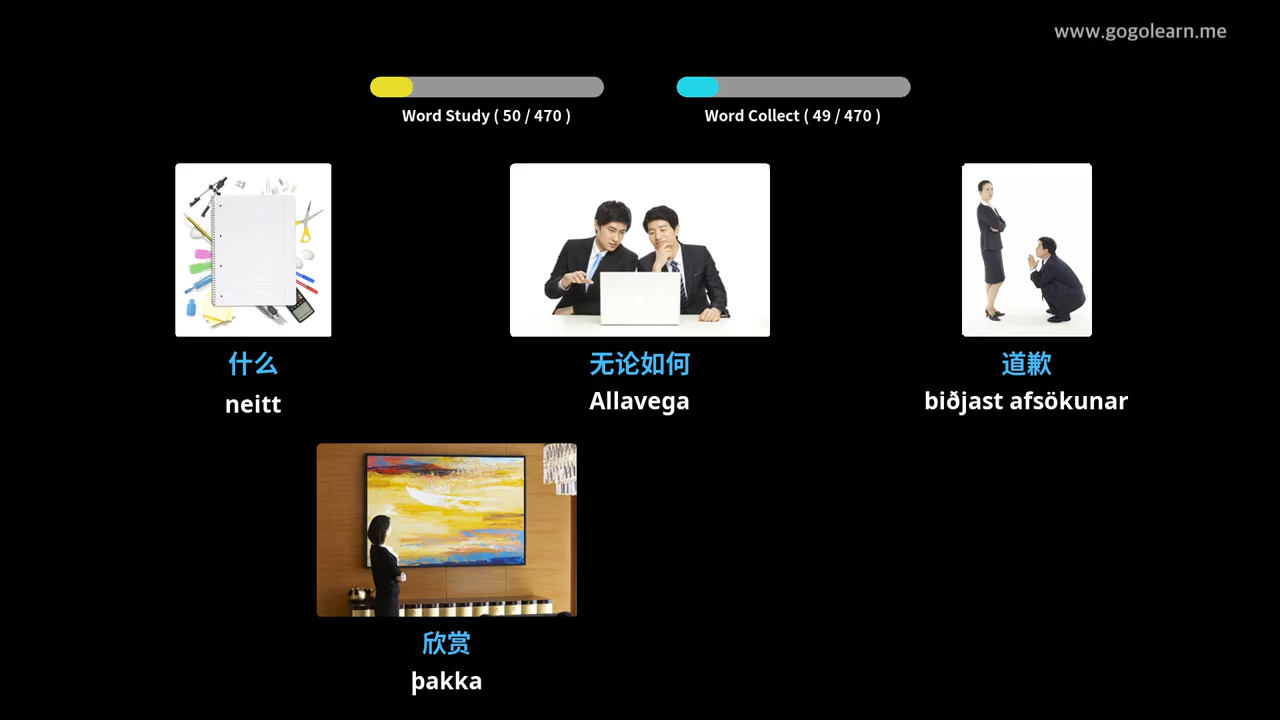 www.gogolearn.me
Word Study ( 50 / 470 )
Word Collect ( 49 / 470 )
什么
neitt
无论如何
Allavega
道歉
biðjast afsökunar
欣赏
þakka